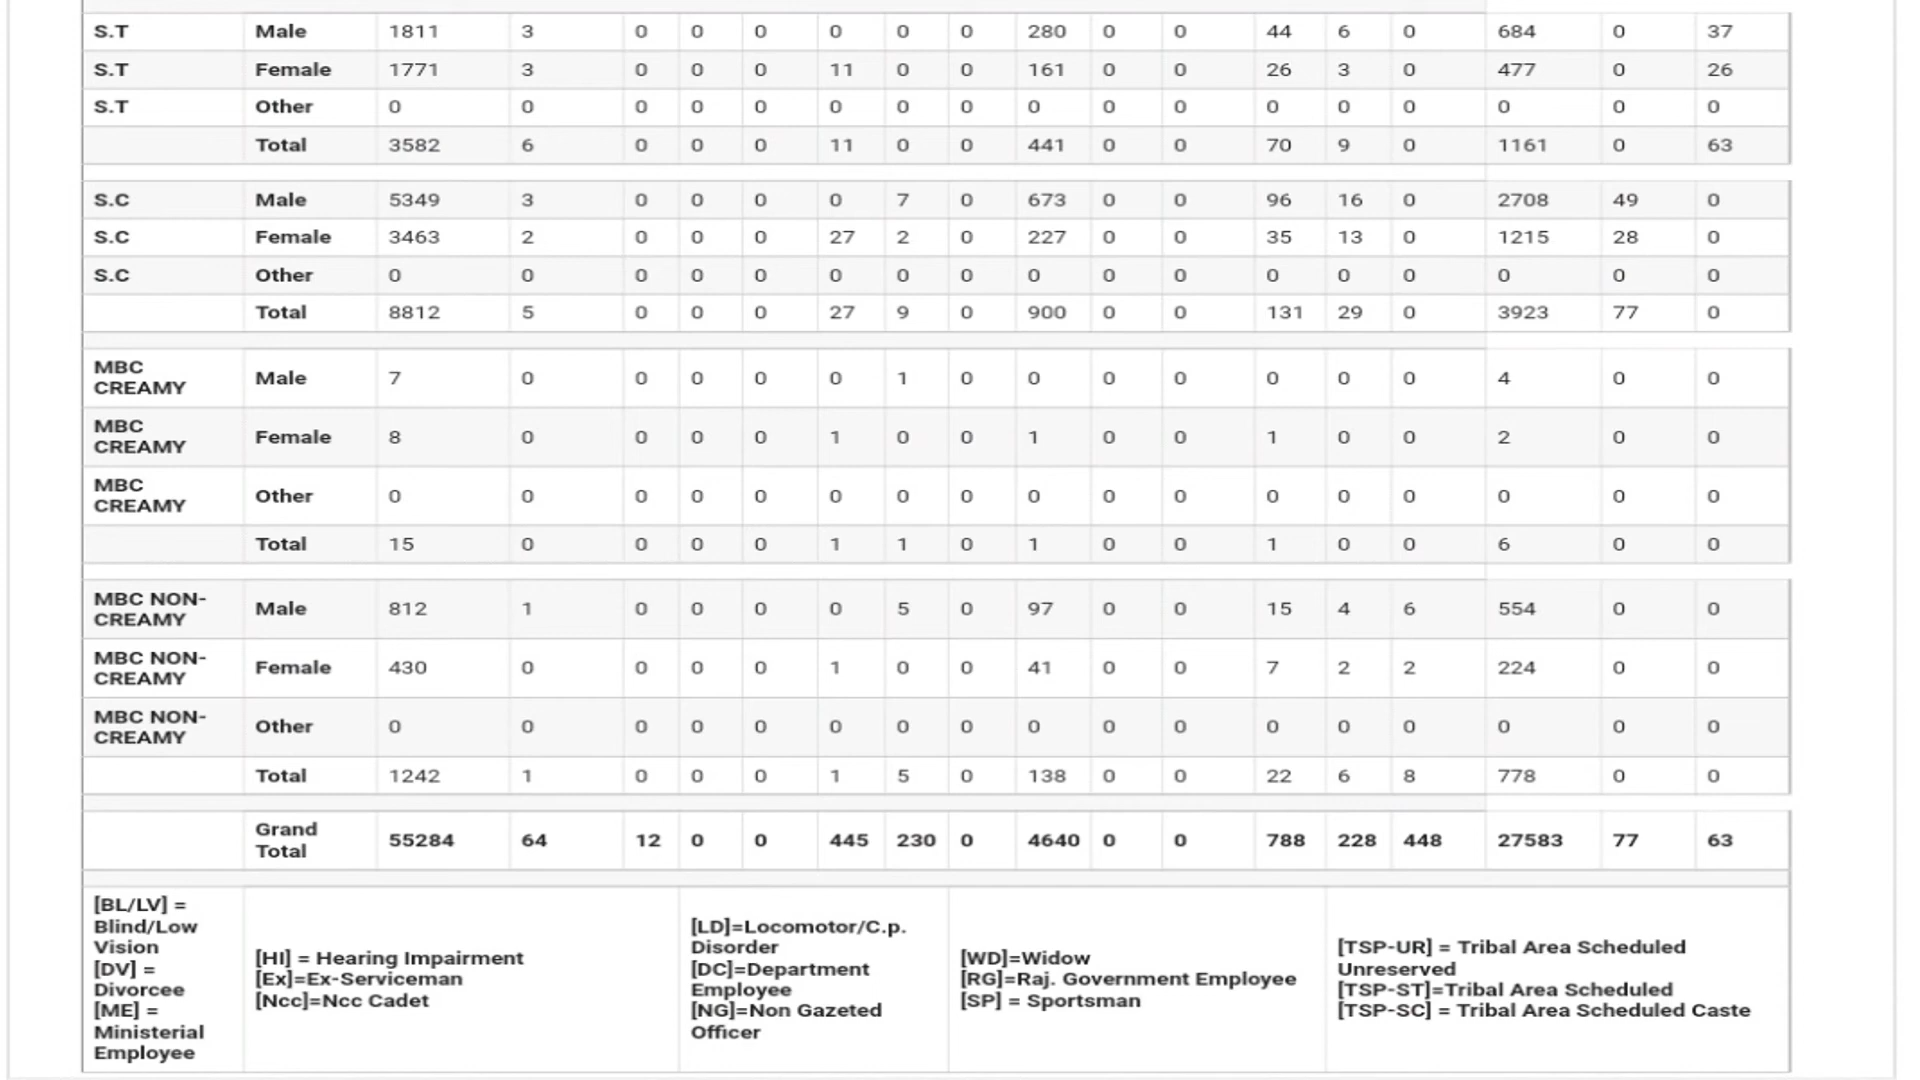 S.T Male 1811 3 0 0 0 0 0 0 280 0 0 44 6 0 684 0 37
S.T Female 1771 3 0 0 0 11 0 0 161 0 0 26 3 0 477 0 26
S.T Other 0 0 0 0 0 0 0 0 0 0 0 0 0 0 0 0 0
Total 3582 6 0 0 0 11 0 0 441 0 0 70 9 0 1161 0 63
S.C Male 5349 3 0 0 0 0 7 0 673 0 0 96 16 0 2708 49 0
S.C Female 3463 2 0 0 0 27 2 0 227 0 0 35 13 0 1215 28 0
S.C Other 0 0 0 0 0 0 0 0 0 0 0 0 0 0 0 0 0
Total 8812 5 0 0 0 27 9 0 900 0 0 131 29 0 3923 77 0
MBC
CREAMY Male 7 0 0 0 0 0 1 0 0 0 0 0 0 0 4 0 0
MBC
CREAMY Female 8 0 0 0 0 1 0 0 1 0 0 1 0 0 2 0 0
MBC
CREAMY Other 0 0 0 0 0 0 0 0 0 0 0 0 0 0 0 0 0
Total 15 0 0 0 0 1 1 0 1 0 0 1 0 0 6 0 0
MBC NON-
CREAMY Male 812 1 0 0 0 0 5 0 97 0 0 15 4 6 554 0 0
MBC NON-
CREAMY Female 430 0 0 0 0 1 0 0 41 0 0 7 2 2 224 0 0
MBC NON-
CREAMY Other 0 0 0 0 0 0 0 0 0 0 0 0 0 0 0 0 0
Total 1242 1 0 0 0 1 5 0 138 0 0 22 6 8 778 0 0
Grand
Total 55284 64 12 0 0 445 230 0 4640 0 0 788 228 448 27583 77 63
[BL/LV] =
Blind/Low
Vision
[DV] =
Divorcee
[ME] =
Ministerial
Employee
[HI] = Hearing Impairment
[Ex]=Ex-Serviceman
[Ncc]=Ncc Cadet
[LD]=Locomotor/C.p.
Disorder
[DC]=Department
Employee
[NG]=Non Gazeted
Officer
[WD]=Widow
[RG]=Raj. Government Employee
[SP] = Sportsman
[TSP-UR] = Tribal Area Scheduled
Unreserved
[TSP-ST]=Tribal Area Scheduled
[TSP-SC] = Tribal Area Scheduled Caste